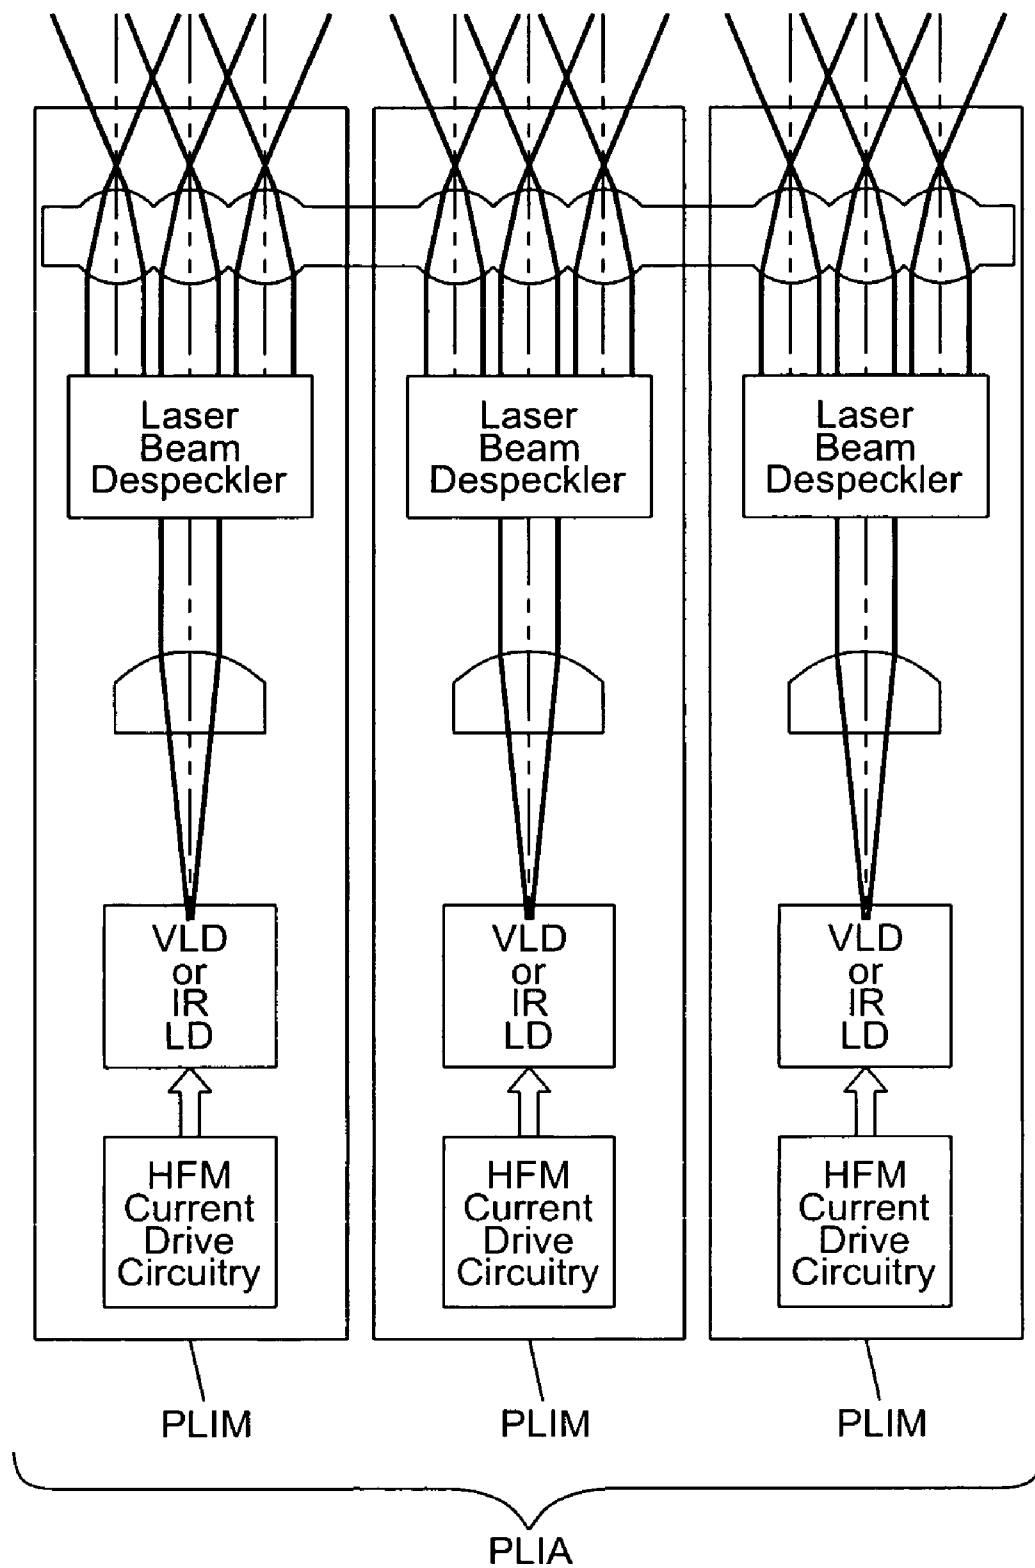 Laser
Beam
Despeckler
Laser
Beam
Despeckler
Laser
Beam
Despeckler
VLD
or
IR
LD
VLD
or
IR
LD
VLD
or
IR
LD
HFM
Current
Drive
Circuitry
HFM
Current
Drive
Circuitry
HFM
Current
Drive
Circuitry
PLIM
PLIM
PLIM
PLIA